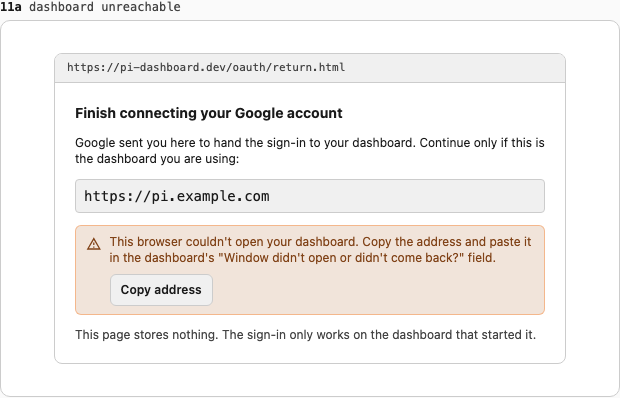 11a dashboard unreachable
https://pi-dashboard.dev/oauth/return.html
Finish connecting your Google account
Google sent you here to hand the sign-in to your dashboard. Continue only if this is
the dashboard you are using:
https://pi.example.com
This browser couldn't open your dashboard. Copy the address and paste it
in the dashboard's "Window didn't open or didn't come back?" field.
Copy address
This page stores nothing. The sign-in only works on the dashboard that started it.